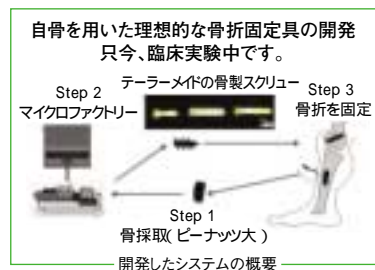 自骨を用いた理想的な骨折固定具の開発
只今、臨床実験中です。
テーラーメイドの骨製スクリュー
Step 2
マイクロファクトリー
Step 3
骨折を固定
Step 1
骨採取(ピーナッツ大)
開発したシステムの概要